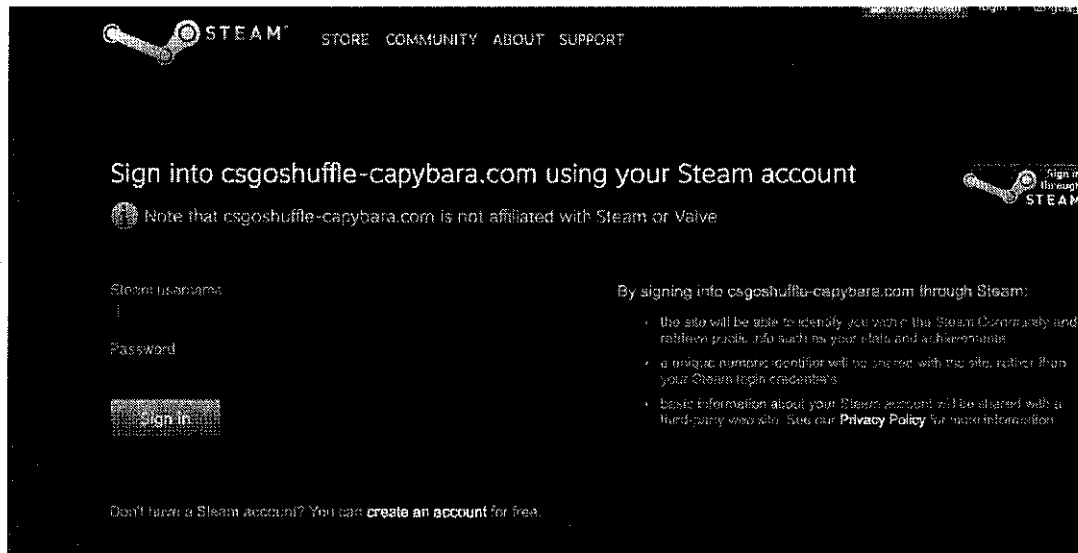 STEAM
STORE COMMUNITY ABOUT SUPPORT
login
Sign into csgoshuffle-capybara.com using your Steam account
Sign in
through
STEAM
Note that csgoshuffle-capybara.com is not affiliated with Steam or Valve
Steam username
Password
Sign in
By signing into csgoshuffle-capybara.com through Steam:
the site will be able to identify you within the Steam Community and
retrieve public info such as your stats and achievements
a unique numeric identifier will be shared with the site, rather than
your Steam login credentials
basic information about your Steam account will be shared with a
third-party web site. See our Privacy Policy for more information
Don't have a Steam account? You can create an account for free.